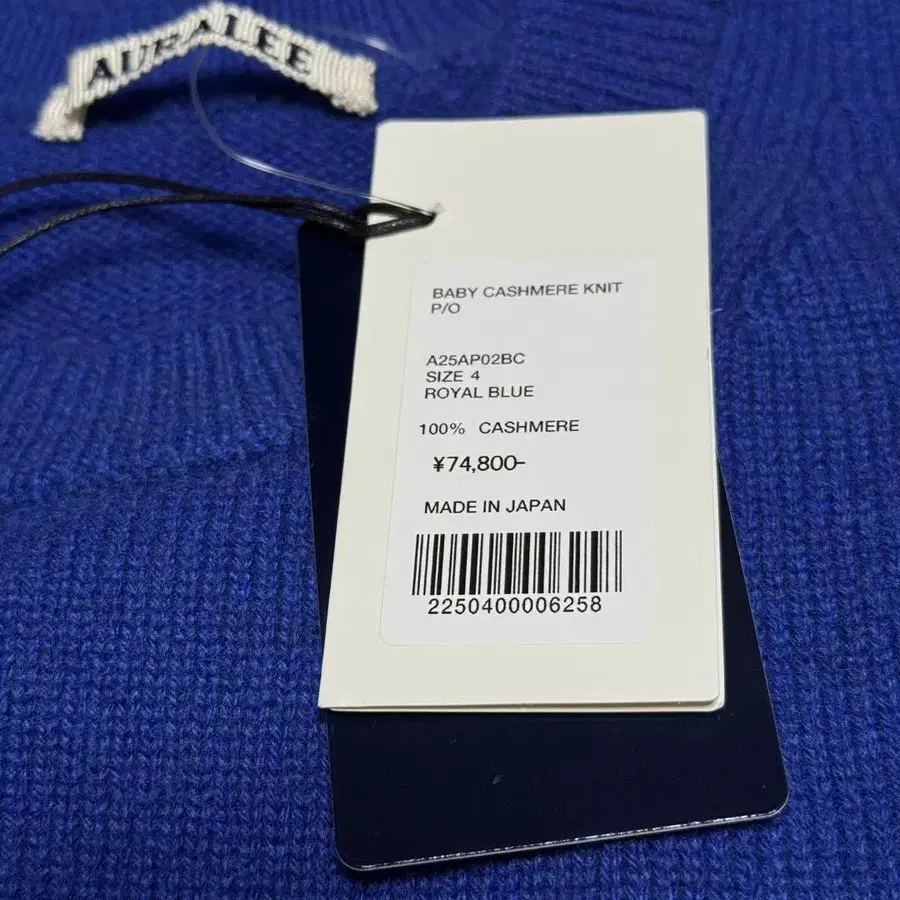 AURALEE
BABY CASHMERE KNIT
P/O
A25AP02BC
SIZE 4
ROYAL BLUE
100% CASHMERE
¥74,800-
MADE IN JAPAN
2250400006258